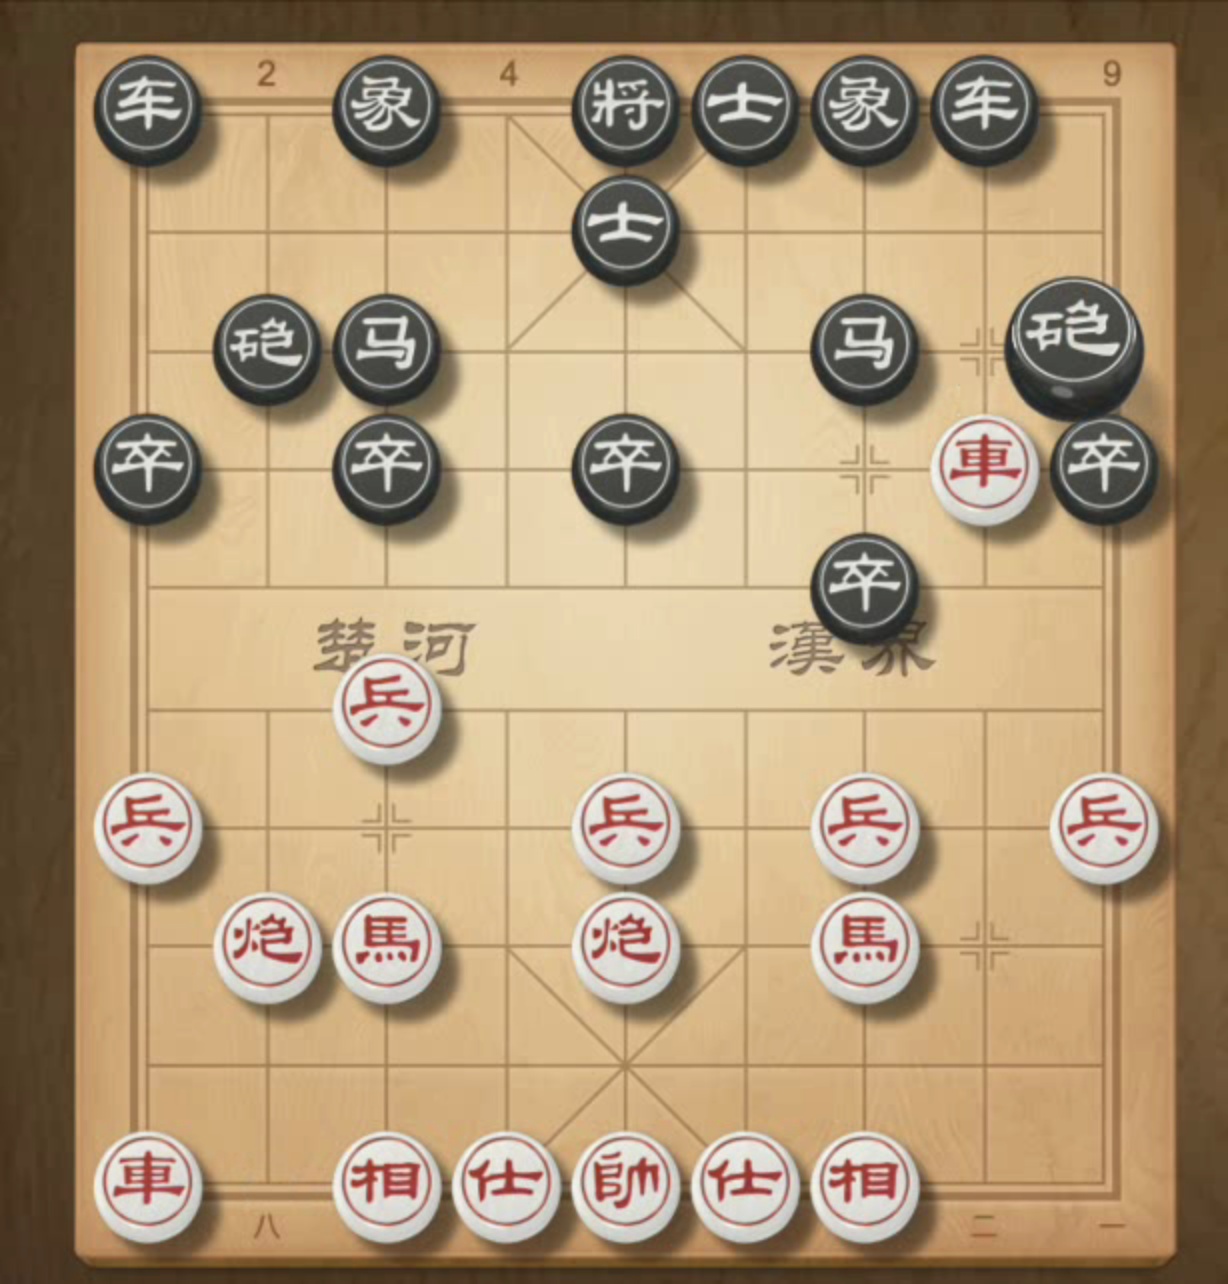 2 4 9
车 象 將 士 象 车
士
砲 马 马 砲
卒 卒 卒 車 卒
卒
楚河 漢界
兵
兵 兵 兵 兵
炮 馬 炮 馬
車 相 仕 帥 仕 相
八 二 一